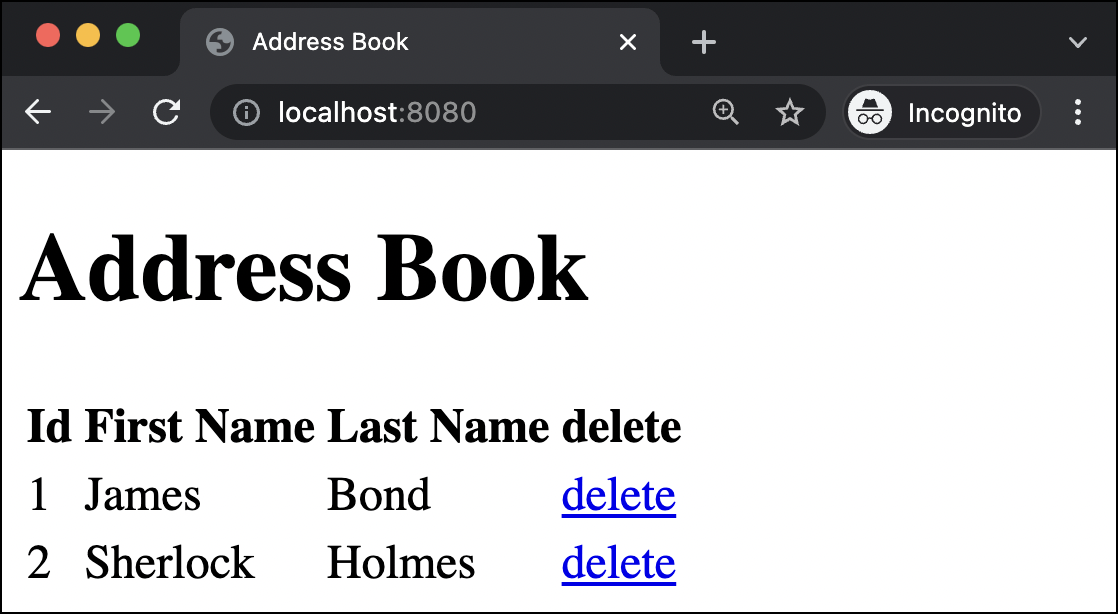 Address Book
localhost:8080 Incognito
Address Book
Id First Name Last Name delete
1 James Bond delete
2 Sherlock Holmes delete